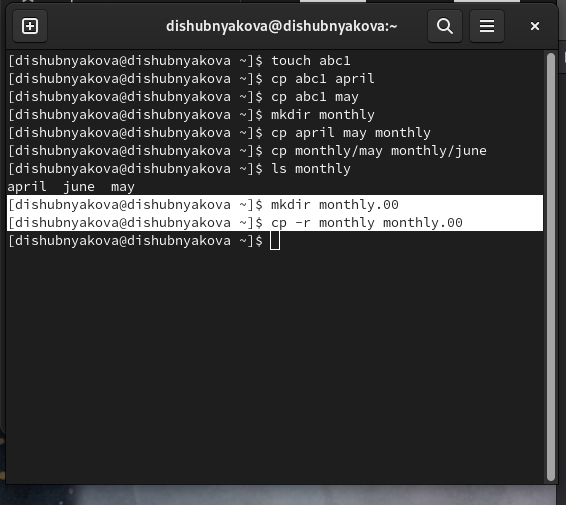 dishubnyakova@dishubnyakova:~
[dishubnyakova@dishubnyakova ~]$ touch abc1
[dishubnyakova@dishubnyakova ~]$ cp abc1 april
[dishubnyakova@dishubnyakova ~]$ cp abc1 may
[dishubnyakova@dishubnyakova ~]$ mkdir monthly
[dishubnyakova@dishubnyakova ~]$ cp april may monthly
[dishubnyakova@dishubnyakova ~]$ cp monthly/may monthly/june
[dishubnyakova@dishubnyakova ~]$ ls monthly
april  june  may
[dishubnyakova@dishubnyakova ~]$ mkdir monthly.00
[dishubnyakova@dishubnyakova ~]$ cp -r monthly monthly.00
[dishubnyakova@dishubnyakova ~]$